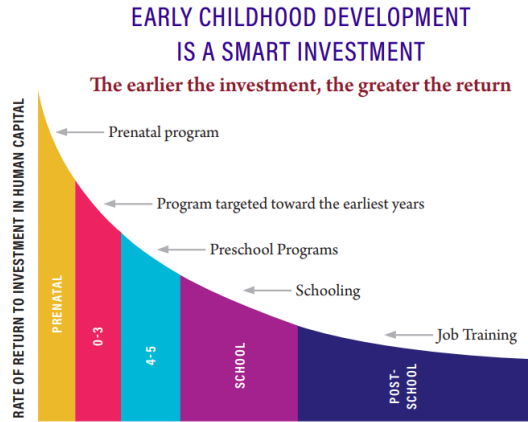 EARLY CHILDHOOD DEVELOPMENT
IS A SMART INVESTMENT
The earlier the investment, the greater the return
RATE OF RETURN TO INVESTMENT IN HUMAN CAPITAL
Prenatal program
Program targeted toward the earliest years
Preschool Programs
Schooling
Job Training
PRENATAL
0-3
4-5
SCHOOL
POST-
SCHOOL